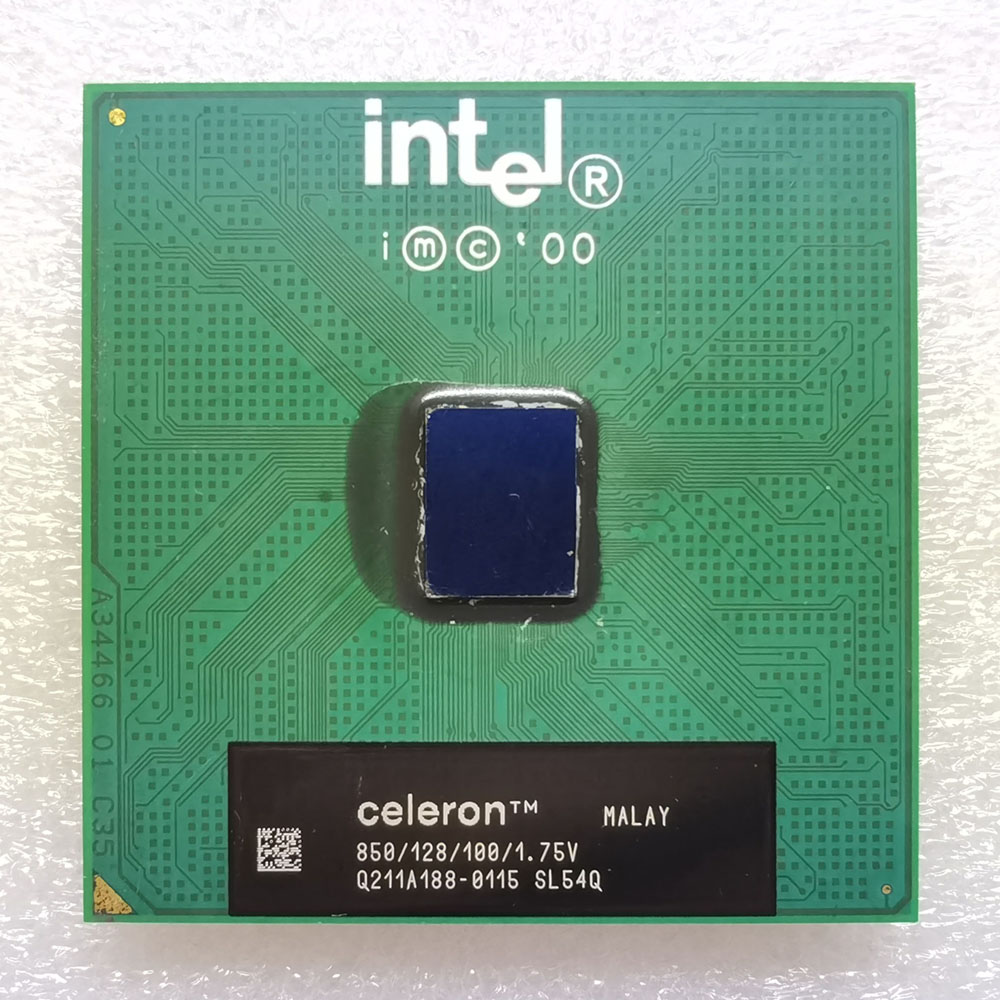 intel®
i ⓜ ⓒ '00
A34466 01 C35
celeron™ MALAY
850/128/100/1.75V
Q211A188-0115 SL54Q